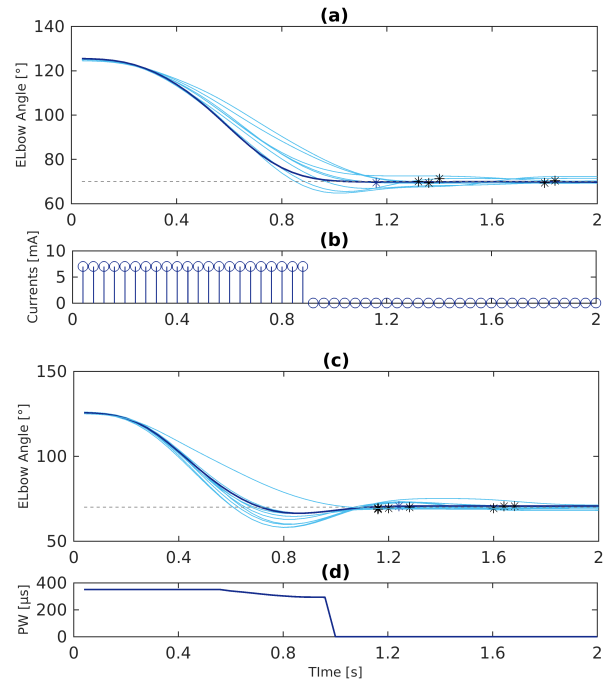 (a)
140
120
100
80
60
ELbow Angle [°]
0 0.4 0.8 1.2 1.6 2
(b)
10
5
0
Currents [mA]
0 0.4 0.8 1.2 1.6 2
(c)
150
100
50
ELbow Angle [°]
0 0.4 0.8 1.2 1.6 2
(d)
400
200
0
PW [µs]
0 0.4 0.8 1.2 1.6 2
TIme [s]